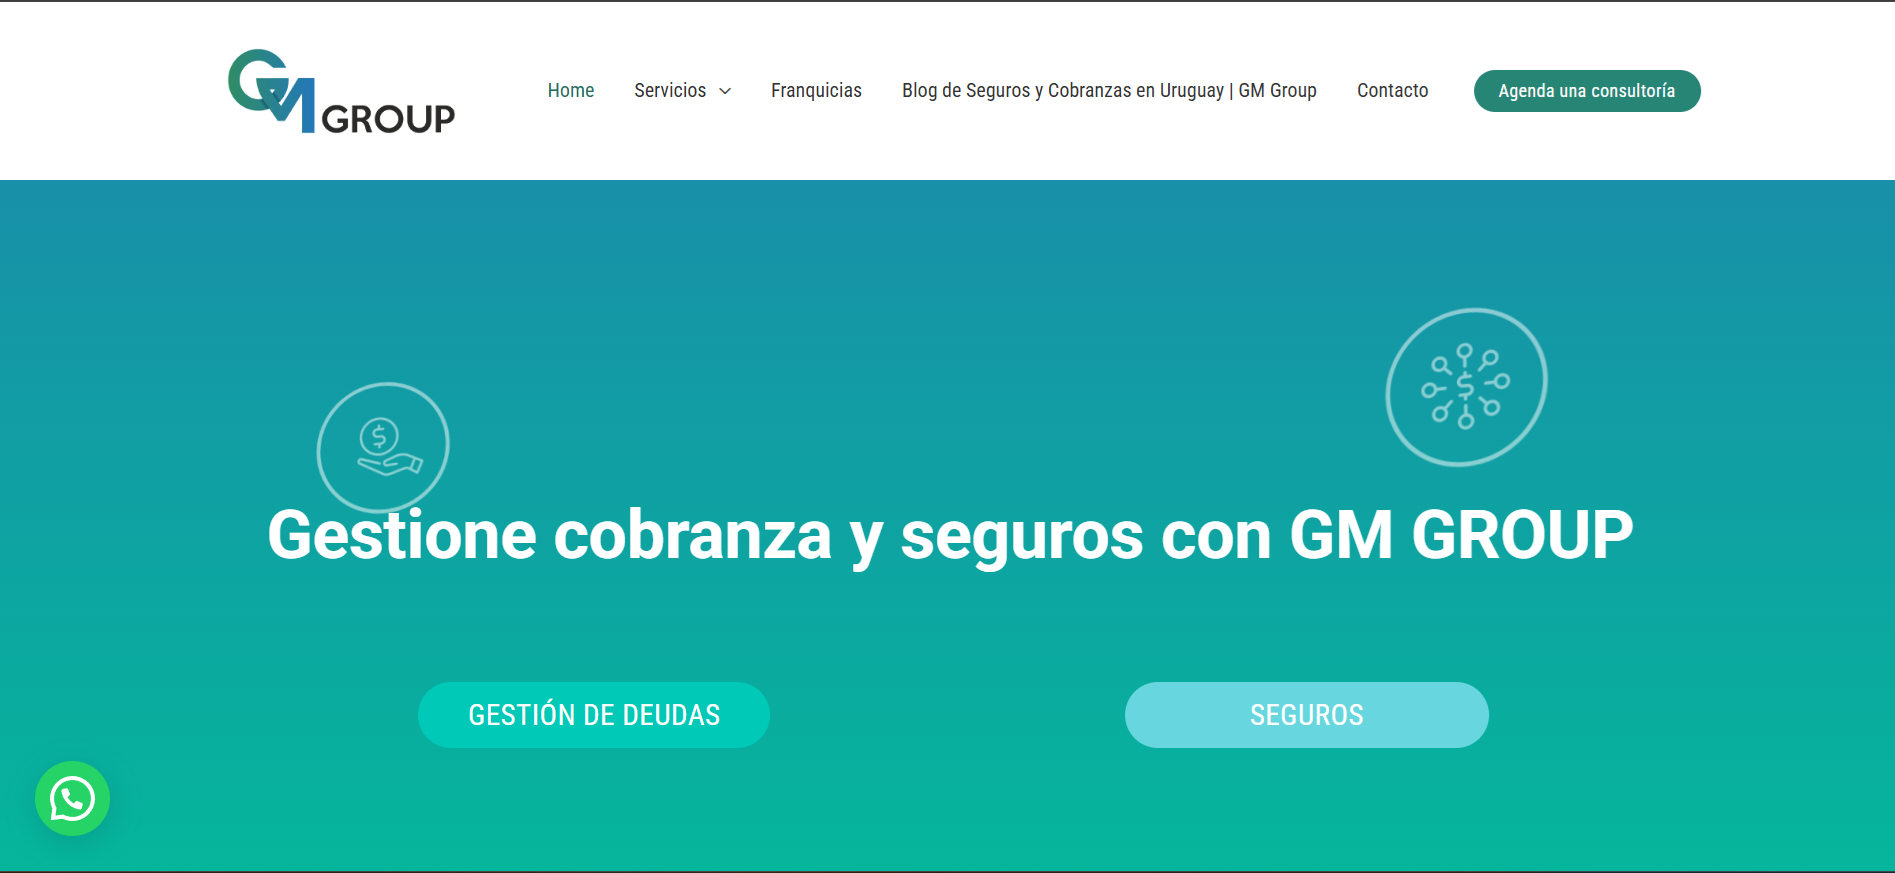 GM GROUP
Home
Servicios
Franquicias
Blog de Seguros y Cobranzas en Uruguay | GM Group
Contacto
Agenda una consultoría
$
$
Gestione cobranza y seguros con GM GROUP
GESTIÓN DE DEUDAS
SEGUROS